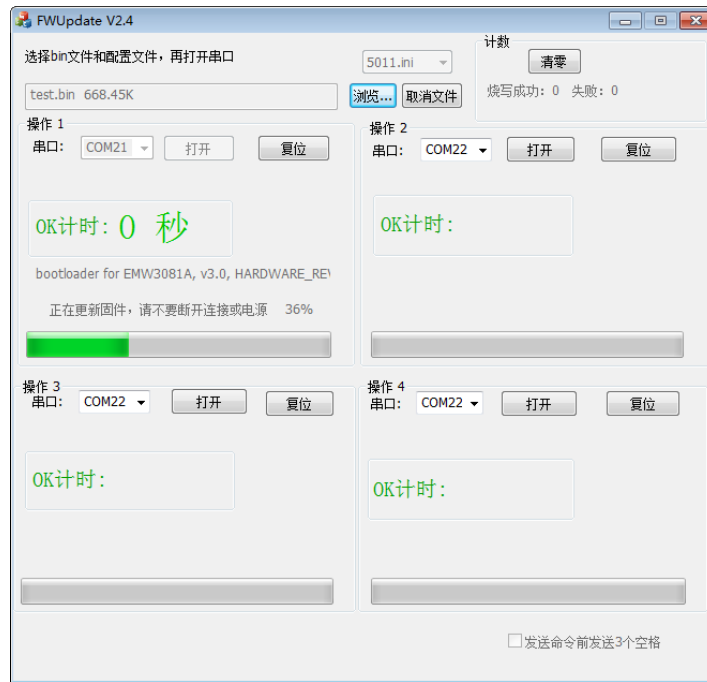 FWUpdate V2.4
选择bin文件和配置文件，再打开串口
5011.ini
计数
清零
test.bin 668.45K
浏览...
取消文件
烧写成功: 0 失败: 0
操作 1
串口:
COM21
打开
复位
操作 2
串口:
COM22
打开
复位
OK计时: 0 秒
OK计时:
bootloader for EMW3081A, v3.0, HARDWARE_REV
正在更新固件，请不要断开连接或电源 36%
操作 3
串口:
COM22
打开
复位
操作 4
串口:
COM22
打开
复位
OK计时:
OK计时:
发送命令前发送3个空格